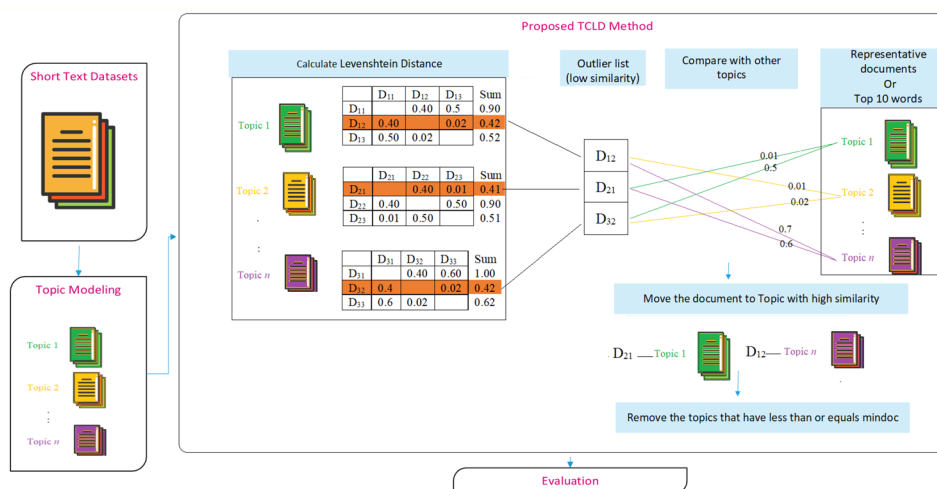 Proposed TCLD Method
Short Text Datasets
Topic Modeling
Topic 1
Topic 2
⋮
Topic n
Calculate Levenshtein Distance
Topic 1
D11 D12 D13 Sum
D11 0.40 0.5 0.90
D12 0.40 0.02 0.42
D13 0.50 0.02 0.52
Topic 2
D21 D22 D23 Sum
D21 0.40 0.01 0.41
D22 0.40 0.50 0.90
D23 0.01 0.50 0.51
⋮
Topic n
D31 D32 D33 Sum
D31 0.40 0.60 1.00
D32 0.4 0.02 0.42
D33 0.6 0.02 0.62
Outlier list
(low similarity)
D12
D21
D32
Compare with other
topics
0.01
0.5
0.01
0.02
0.7
0.6
Representative
documents
Or
Top 10 words
Topic 1
Topic 2
⋮
Topic n
Move the document to Topic with high similarity
D21 — Topic 1 D12 — Topic n
.
Remove the topics that have less than or equals mindoc
Evaluation